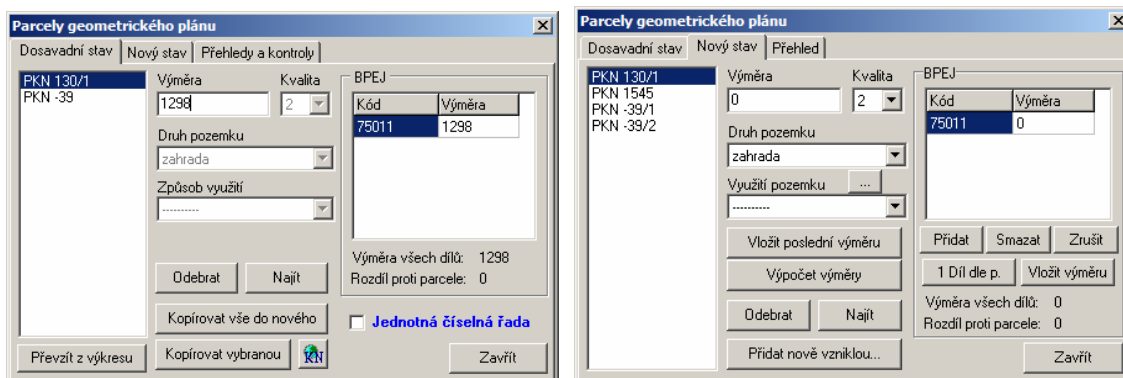 Parcely geometrického plánu
Dosavadní stav Nový stav Přehledy a kontroly
PKN 130/1
PKN -39
Výměra Kvalita
1298 2
Druh pozemku
zahrada
Způsob využití
----------
Odebrat Najít
Kopírovat vše do nového
Převzít z výkresu Kopírovat vybranou KN
BPEJ
Kód Výměra
75011 1298
Výměra všech dílů: 1298
Rozdíl proti parcele: 0
Jednotná číselná řada
Zavřít
Parcely geometrického plánu
Dosavadní stav Nový stav Přehled
PKN 130/1
PKN 1545
PKN -39/1
PKN -39/2
Výměra Kvalita
0 2
Druh pozemku
zahrada
Využití pozemku ...
----------
Vložit poslední výměru
Výpočet výměry
Odebrat Najít
Přidat nově vzniklou...
BPEJ
Kód Výměra
75011 0
Přidat Smazat Zrušit
1 Díl dle p. Vložit výměru
Výměra všech dílů: 0
Rozdíl proti parcele: 0
Zavřít